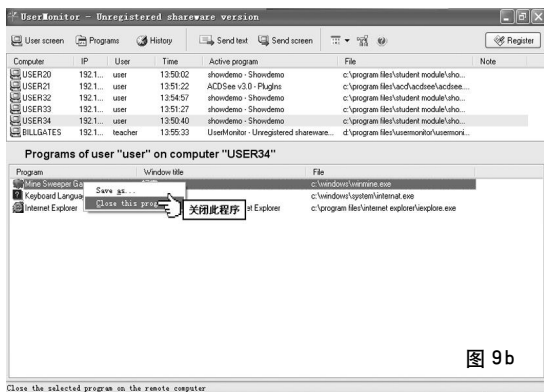 UserMonitor - Unregistered shareware version
User screen Programs History Send text Send screen Register
Computer IP User Time Active program File Note
USER20 192.1... user 13:50:02 showdemo - Showdemo c:\program files\student module\sho...
USER21 192.1... user 13:51:22 ACDSee v3.0 - PlugIns c:\program files\acd\acdsee\acdsee....
USER32 192.1... user 13:54:57 showdemo - Showdemo c:\program files\student module\sho...
USER33 192.1... user 13:51:27 showdemo - Showdemo c:\program files\student module\sho...
USER34 192.1... user 13:50:40 showdemo - Showdemo c:\program files\student module\sho...
BILLGATES 192.1... teacher 13:55:33 UserMonitor - Unregistered shareware... d:\program files\usermonitor\usermoni...
Programs of user "user" on computer "USER34"
Program Window title File
Mine Sweeper Ga c:\windows\winmine.exe
Keyboard Langua c:\windows\system\internat.exe
Internet Explorer et Explorer c:\program files\internet explorer\iexplore.exe
Save as...
Close this prog
关闭此程序
图 9b
Close the selected program on the remote computer